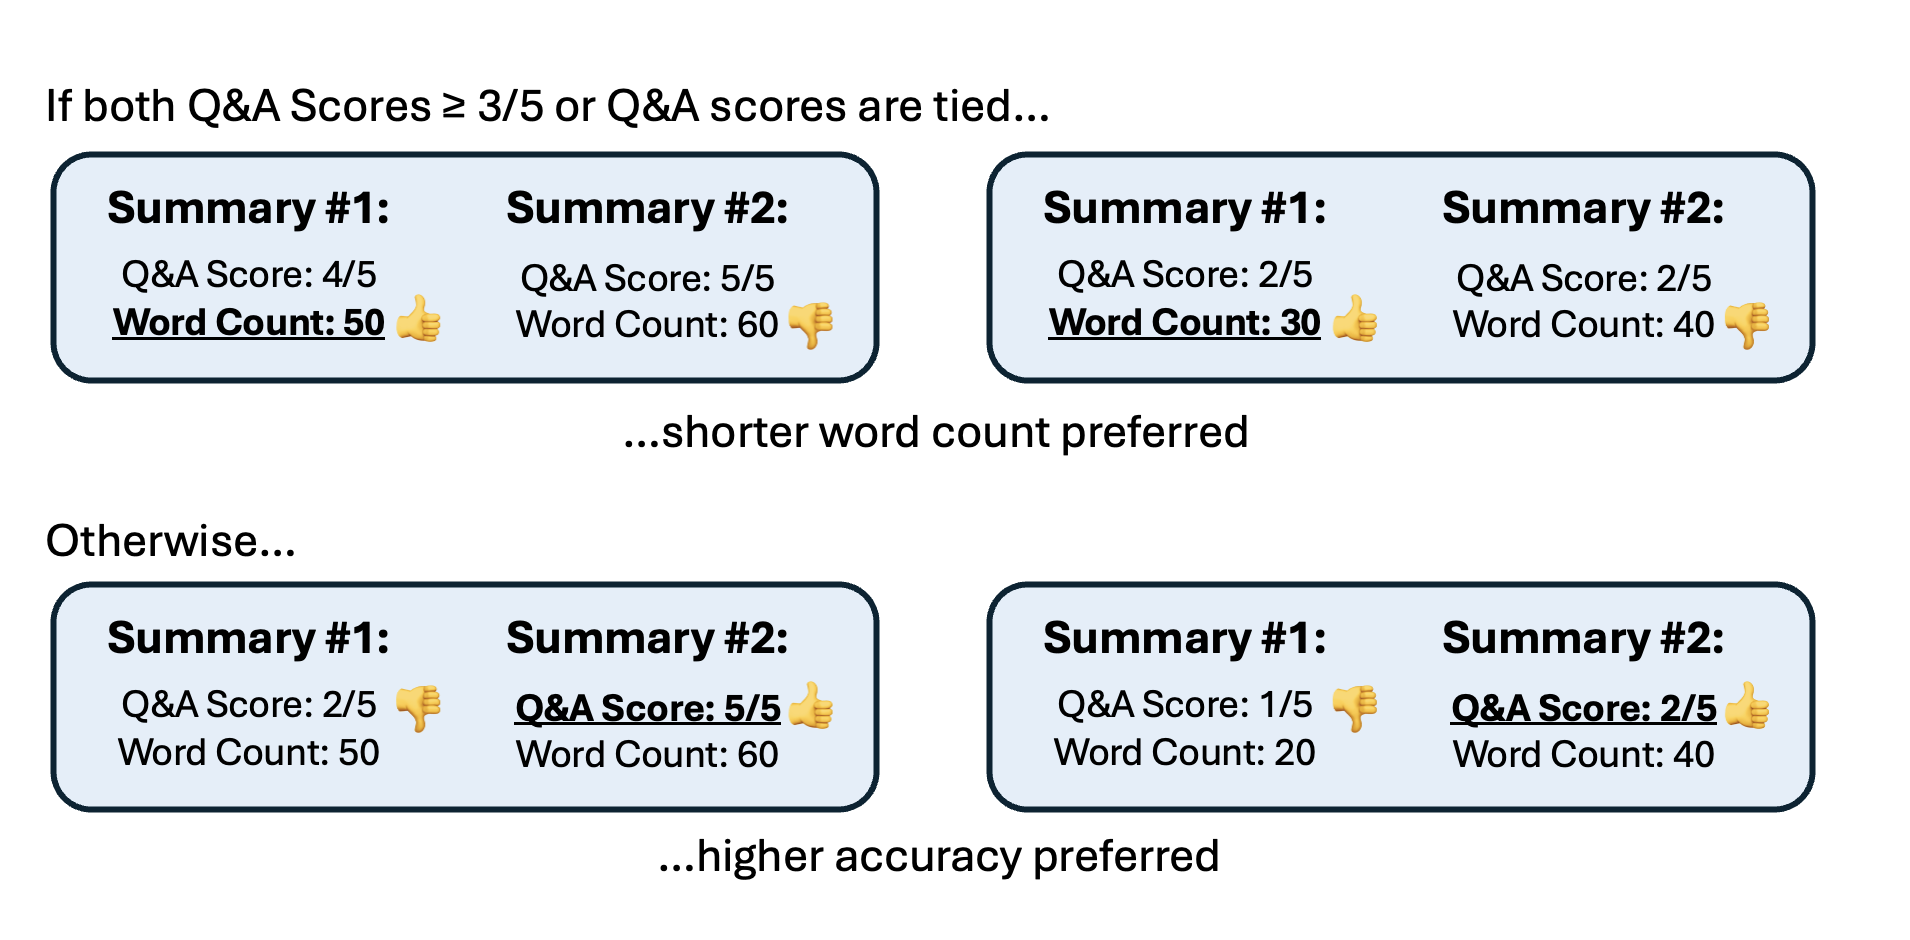 If both Q&A Scores ≥ 3/5 or Q&A scores are tied...
Summary #1:
Q&A Score: 4/5
Word Count: 50 👍
Summary #2:
Q&A Score: 5/5
Word Count: 60 👎
Summary #1:
Q&A Score: 2/5
Word Count: 30 👍
Summary #2:
Q&A Score: 2/5
Word Count: 40 👎
...shorter word count preferred
Otherwise...
Summary #1:
Q&A Score: 2/5 👎
Word Count: 50
Summary #2:
Q&A Score: 5/5 👍
Word Count: 60
Summary #1:
Q&A Score: 1/5 👎
Word Count: 20
Summary #2:
Q&A Score: 2/5 👍
Word Count: 40
...higher accuracy preferred